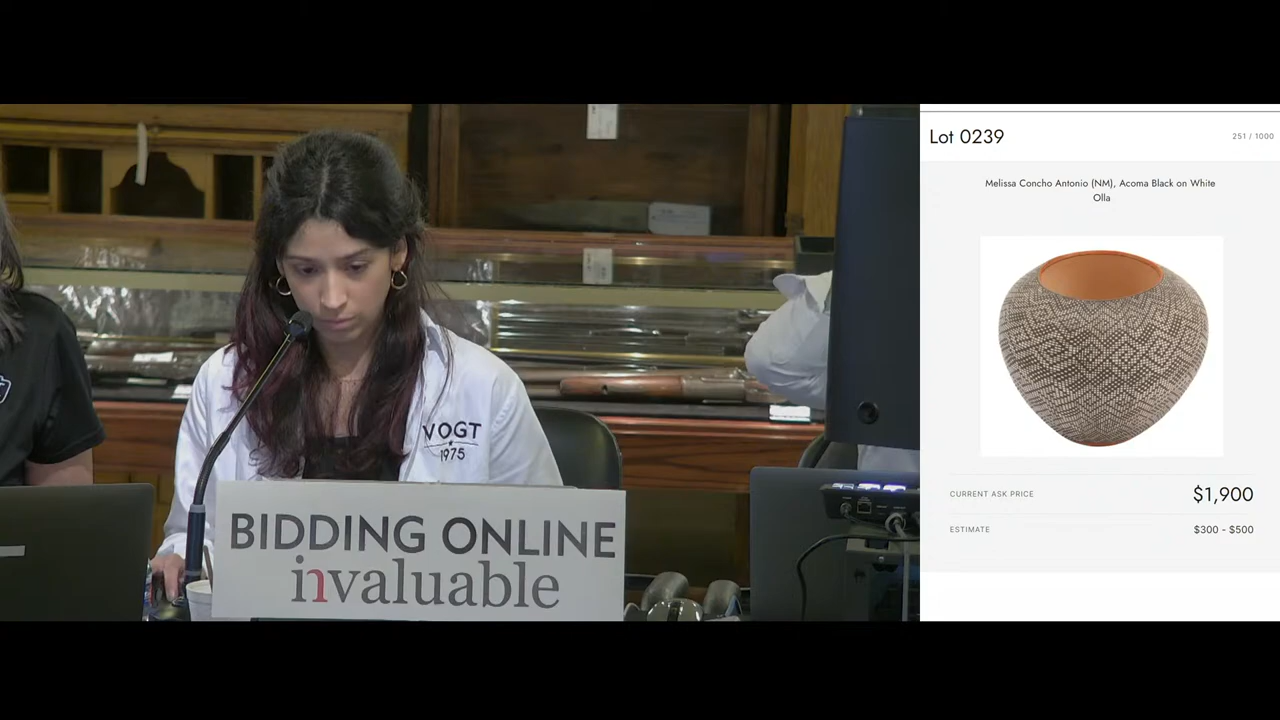 VOGT
1975
BIDDING ONLINE
invaluable
Lot 0239
251 / 1000
Melissa Concho Antonio (NM), Acoma Black on White
Olla
CURRENT ASK PRICE
$1,900
ESTIMATE
$300 - $500